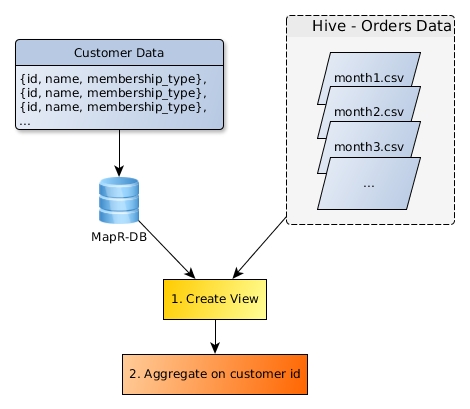 Customer Data
{id, name, membership_type},
{id, name, membership_type},
{id, name, membership_type},
...
Hive - Orders Data
month1.csv
month2.csv
month3.csv
...
MapR-DB
1. Create View
2. Aggregate on customer id